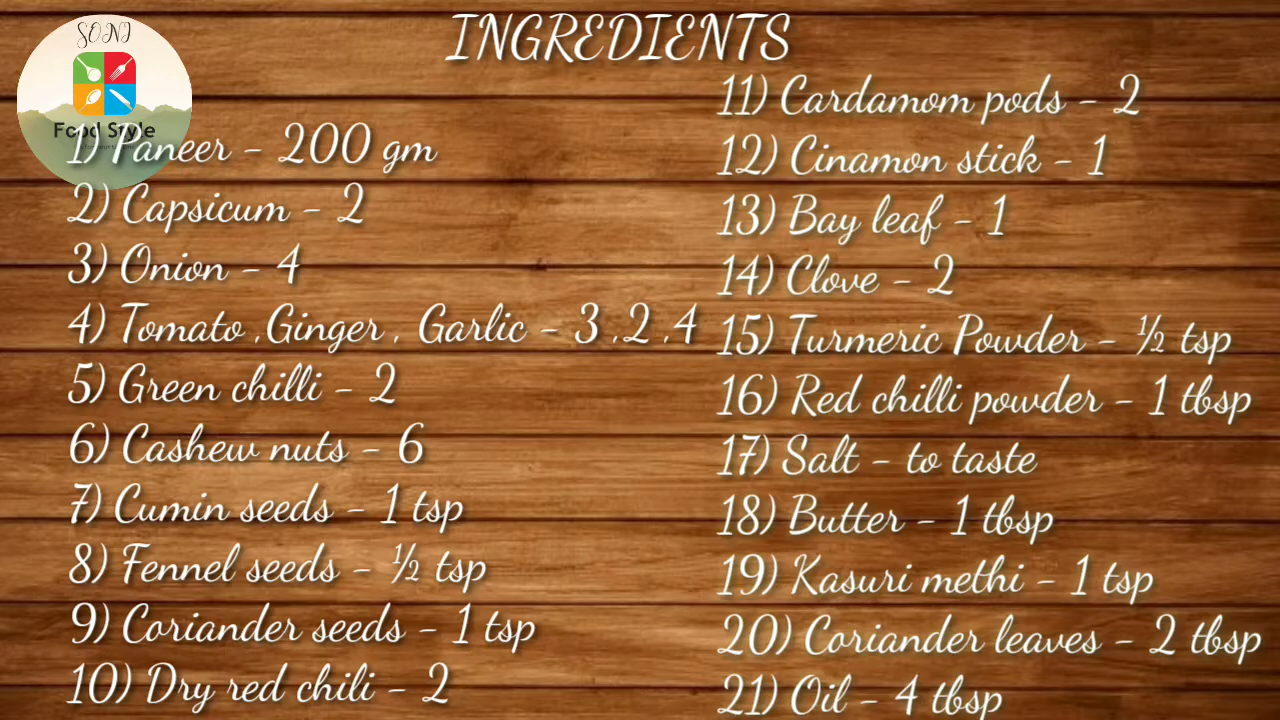 SONI
Food Style
INGREDIENTS
1) Paneer - 200 gm
2) Capsicum - 2
3) Onion - 4
4) Tomato ,Ginger , Garlic - 3 ,2 ,4
5) Green chilli - 2
6) Cashew nuts - 6
7) Cumin seeds - 1 tsp
8) Fennel seeds - ½ tsp
9) Coriander seeds - 1 tsp
10) Dry red chili - 2
11) Cardamom pods - 2
12) Cinamon stick - 1
13) Bay leaf - 1
14) Clove - 2
15) Turmeric Powder - ½ tsp
16) Red chilli powder - 1 tbsp
17) Salt - to taste
18) Butter - 1 tbsp
19) Kasuri methi - 1 tsp
20) Coriander leaves - 2 tbsp
21) Oil - 4 tbsp